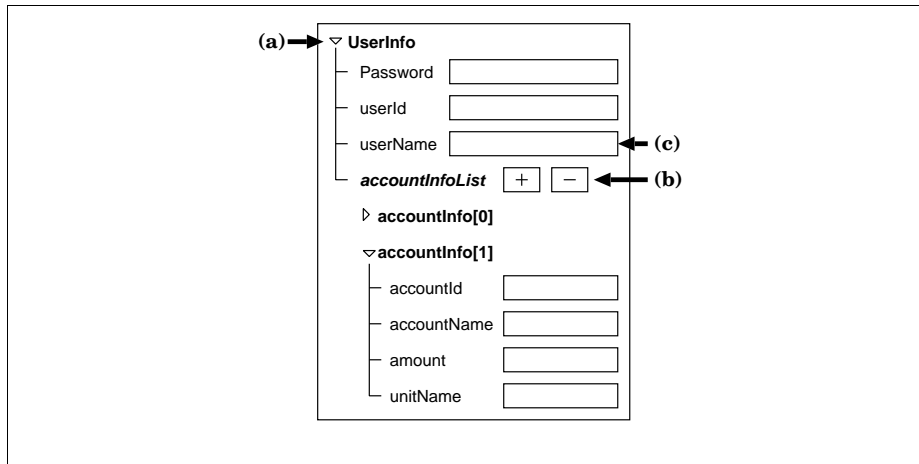 (a) UserInfo
Password
userId
userName (c)
accountInfoList + − (b)
accountInfo[0]
accountInfo[1]
accountId
accountName
amount
unitName